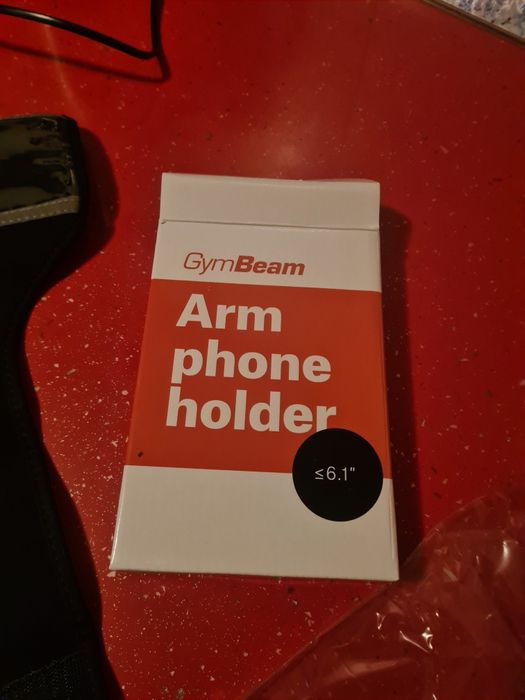 GymBeam
Arm
phone
holder
≤6.1"